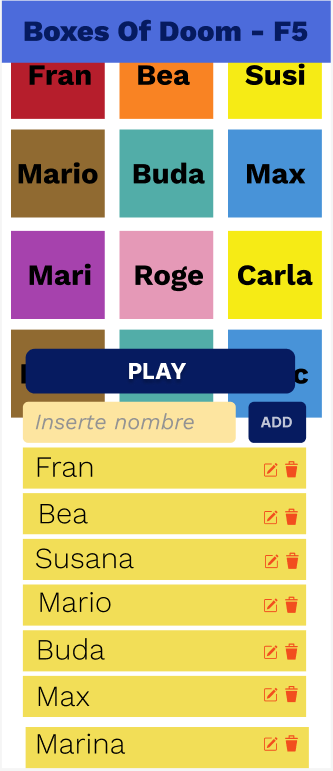 Boxes Of Doom - F5
Fran Bea Susi
Mario Buda Max
Mari Roge Carla
PLAY
Inserte nombre ADD
Fran
Bea
Susana
Mario
Buda
Max
Marina